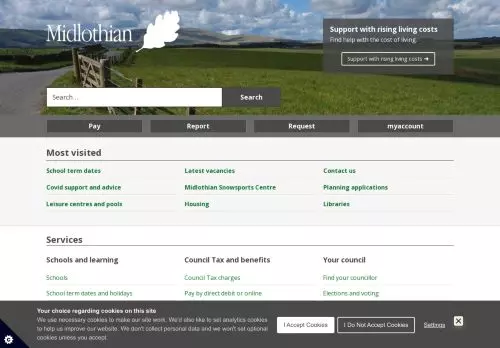 Midlothian
Support with rising living costs
Find help with the cost of living.
Support with rising living costs ➔
Search...
Search
Pay
Report
Request
myaccount
Most visited
School term dates
Latest vacancies
Contact us
Covid support and advice
Midlothian Snowsports Centre
Planning applications
Leisure centres and pools
Housing
Libraries
Services
Schools and learning
Council Tax and benefits
Your council
Schools
Council Tax charges
Find your councillor
School term dates and holidays
Pay by direct debit or online
Elections and voting
Your choice regarding cookies on this site
We use necessary cookies to make our site work. We'd also like to set analytics cookies
to help us improve our website. We don't collect personal data and we won't set optional
cookies unless you accept.
I Accept Cookies
I Do Not Accept Cookies
Settings